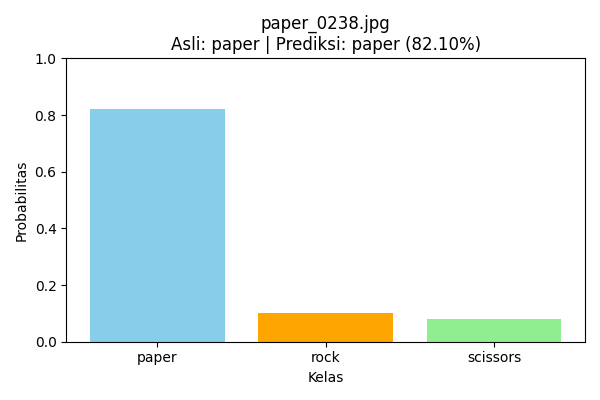 paper_0238.jpg
Asli: paper | Prediksi: paper (82.10%)
1.0
0.8
0.6
0.4
0.2
0.0
Probabilitas
paper rock scissors
Kelas